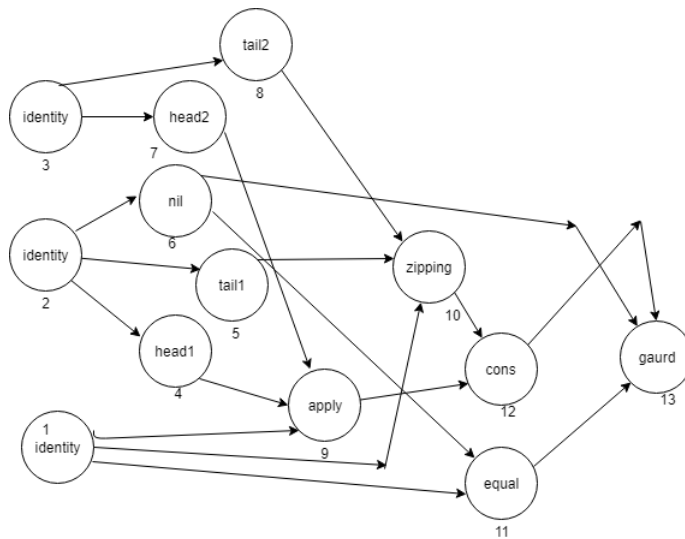 tail2
8
identity
3
head2
7
nil
6
identity
2
tail1
5
zipping
10
head1
4
gaurd
13
cons
12
apply
9
1
identity
equal
11